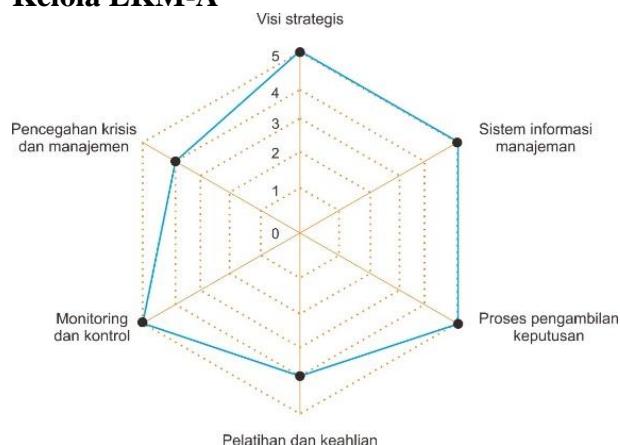 Kelola LKM-A
Visi strategis
5
4
3
2
1
0
Pencegahan krisis
dan manajemen
Sistem informasi
manajeman
Monitoring
dan kontrol
Proses pengambilan
keputusan
Pelatihan dan keahlian